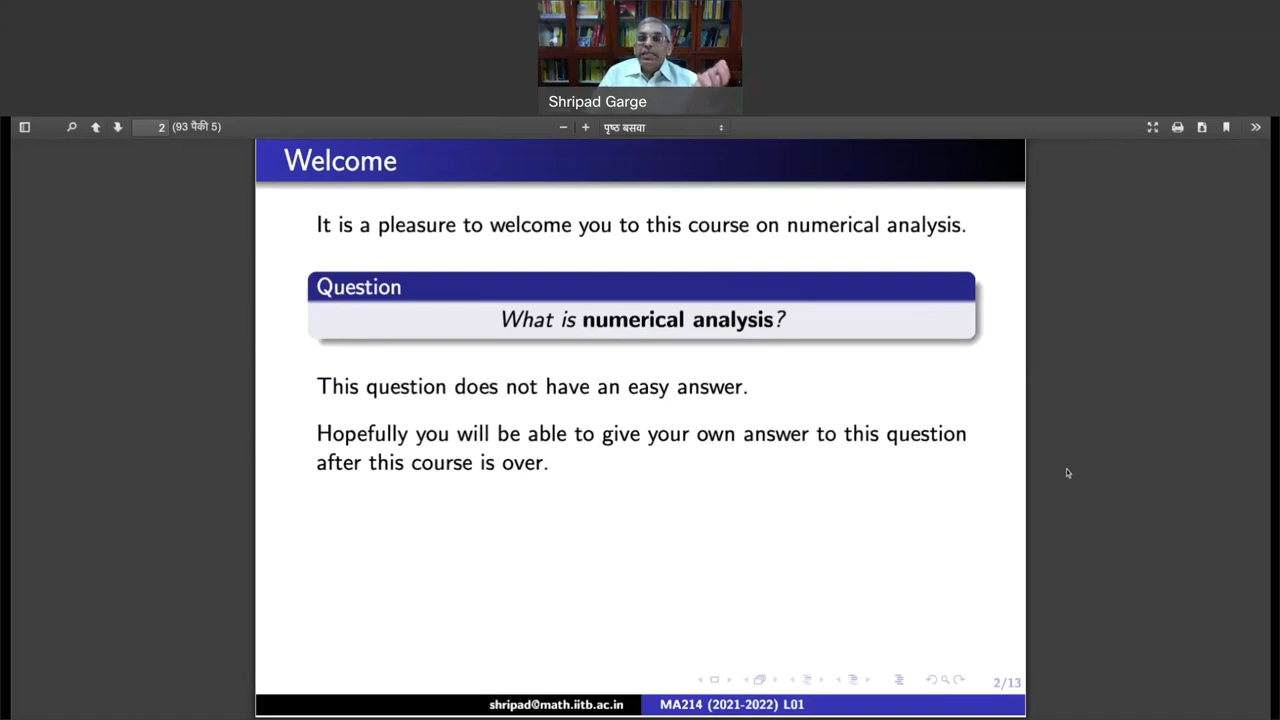 Shripad Garge
2 (93 पैकी 5)
पृष्ठ बसवा
Welcome
It is a pleasure to welcome you to this course on numerical analysis.
Question
What is numerical analysis?
This question does not have an easy answer.
Hopefully you will be able to give your own answer to this question
after this course is over.
2/13
shripad@math.iitb.ac.in MA214 (2021-2022) L01